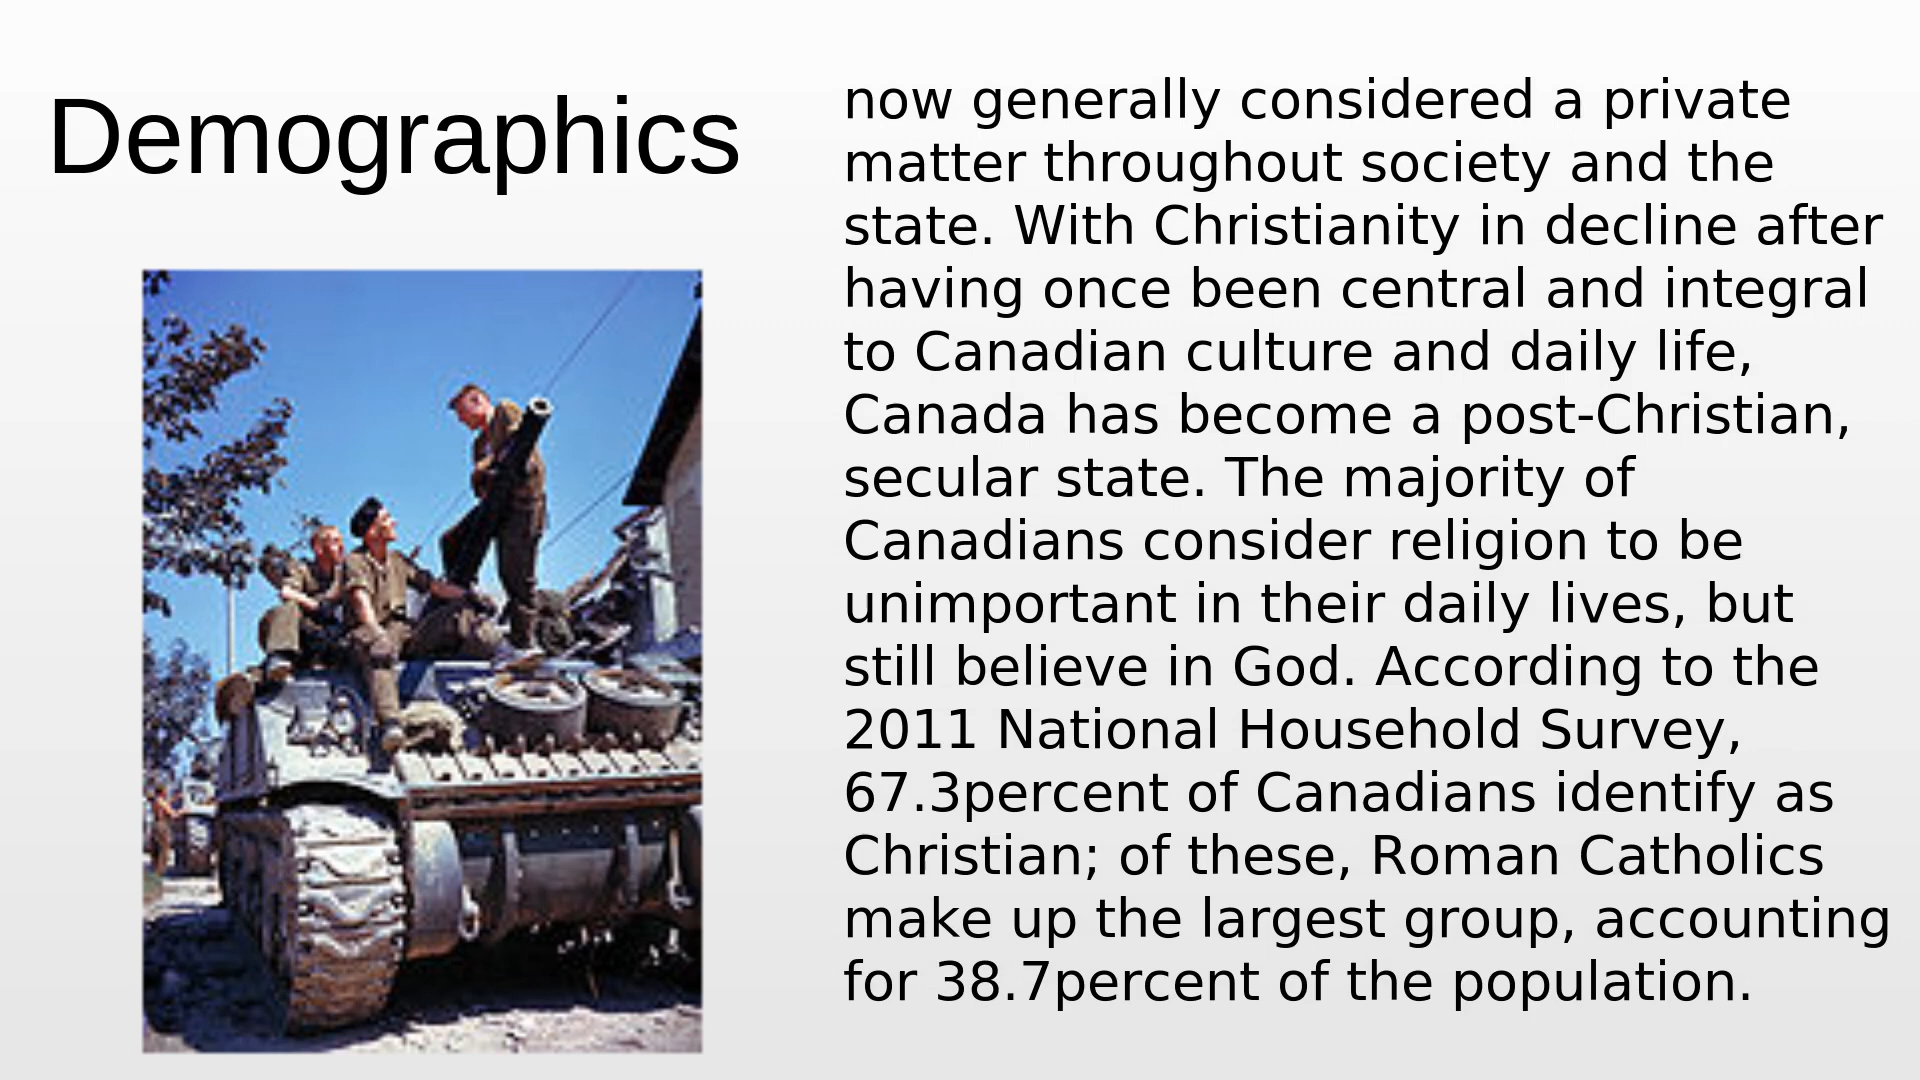 Demographics
now generally considered a private
matter throughout society and the
state. With Christianity in decline after
having once been central and integral
to Canadian culture and daily life,
Canada has become a post-Christian,
secular state. The majority of
Canadians consider religion to be
unimportant in their daily lives, but
still believe in God. According to the
2011 National Household Survey,
67.3percent of Canadians identify as
Christian; of these, Roman Catholics
make up the largest group, accounting
for 38.7percent of the population.